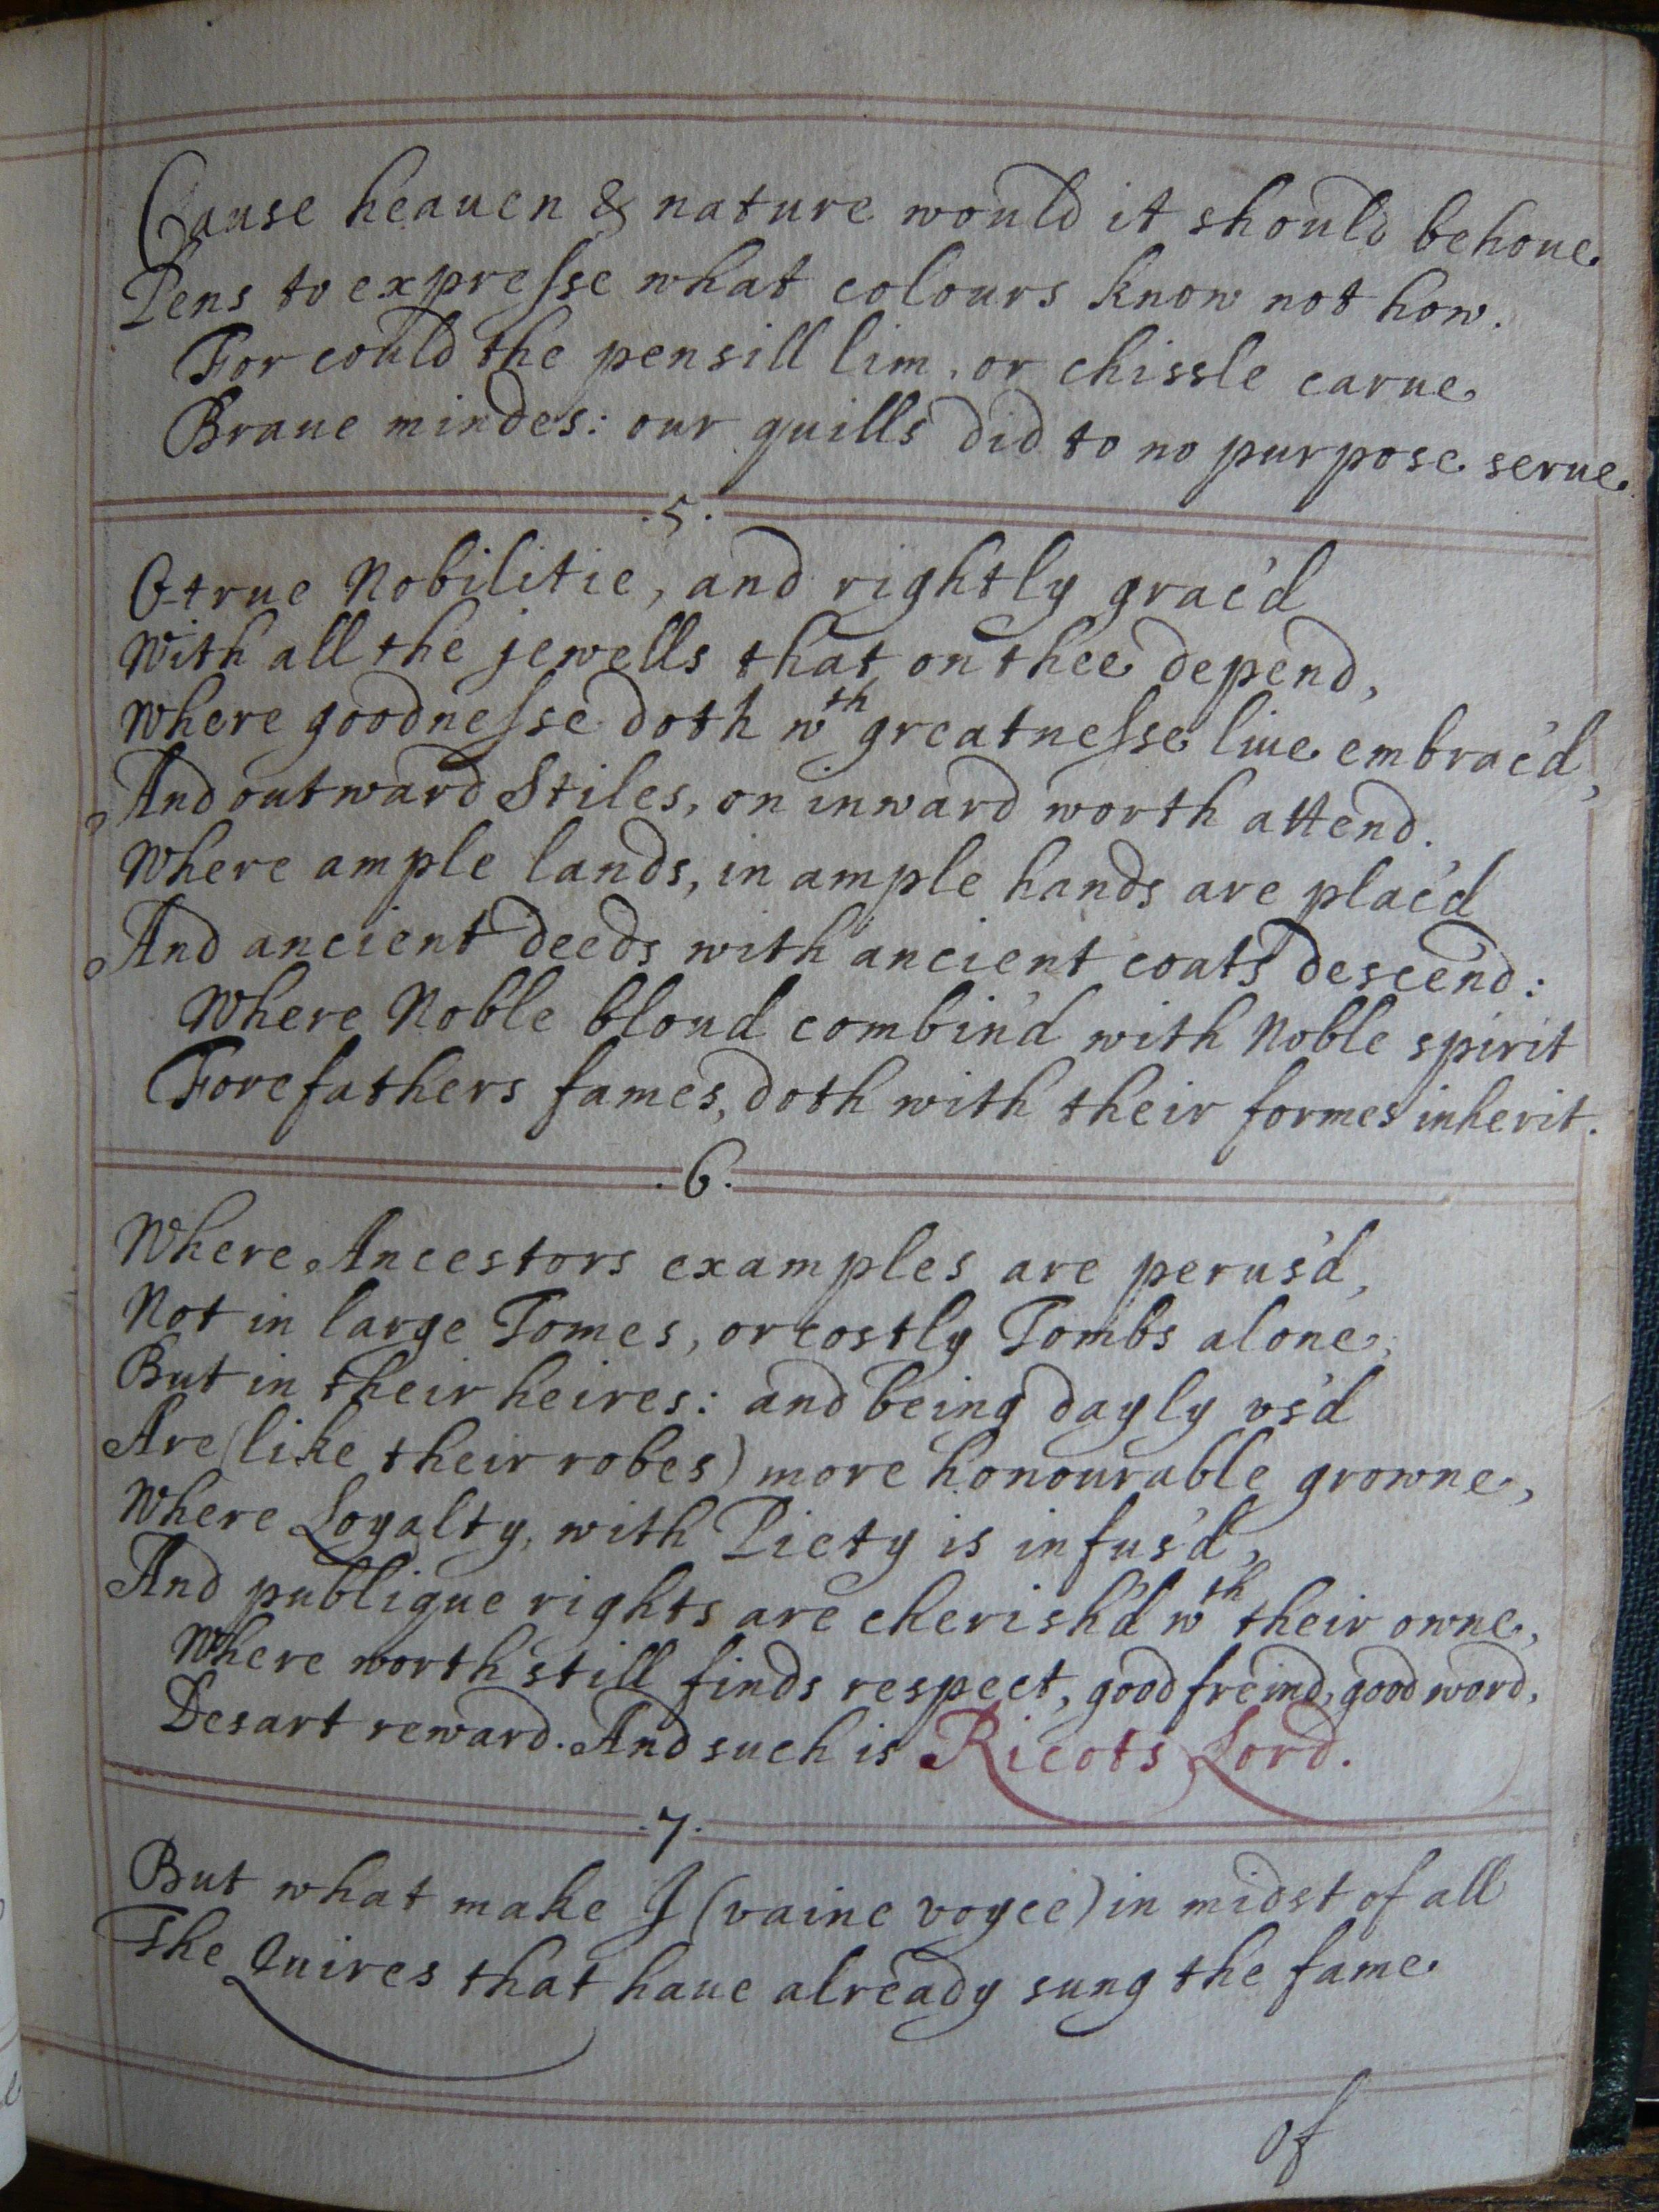 Cause heauen & nature would it should behoue
Pens to expresse what colours know not how.
For could the pensill lim, or chissle carue
Braue mindes: our quills did to no purpose serue.
.5.
O true Nobilitie, and rightly grac'd
With all the jewells that on thee depend,
Where goodnesse doth wth greatnesse liue embrac'd,
And outward Stiles, on inward worth attend.
Where ample lands, in ample hands are plac'd
And ancient deeds with ancient coats descend:
Where Noble bloud combin'd with Noble spirit
Forefathers fames, doth with their formes inherit.
.6.
Where Ancestors examples are perus'd,
Not in large Tomes, or costly Tombs alone,
But in their heires: and being dayly vs'd
Are (like their robes) more honourable growne,
Where Loyalty, with Piety is infus'd,
And publique rights are cherish'd wth their owne,
Where worth still finds respect, good freind, good word,
Desart reward. And such is Ricots Lord.
.7.
But what make I (vaine voyce) in midst of all
The Quires that haue already sung the fame
of